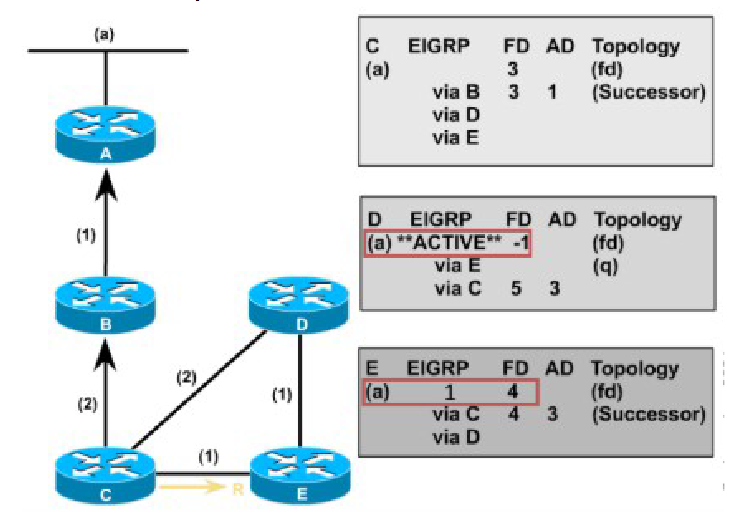 (a)
A
(1)
B
D
(2)
(2)
(1)
(1)
C
R
E
C EIGRP FD AD Topology
(a) 3 (fd)
via B 3 1 (Successor)
via D
via E
D EIGRP FD AD Topology
(a) **ACTIVE** -1 (fd)
via E (q)
via C 5 3
E EIGRP FD AD Topology
(a) 1 4 (fd)
via C 4 3 (Successor)
via D